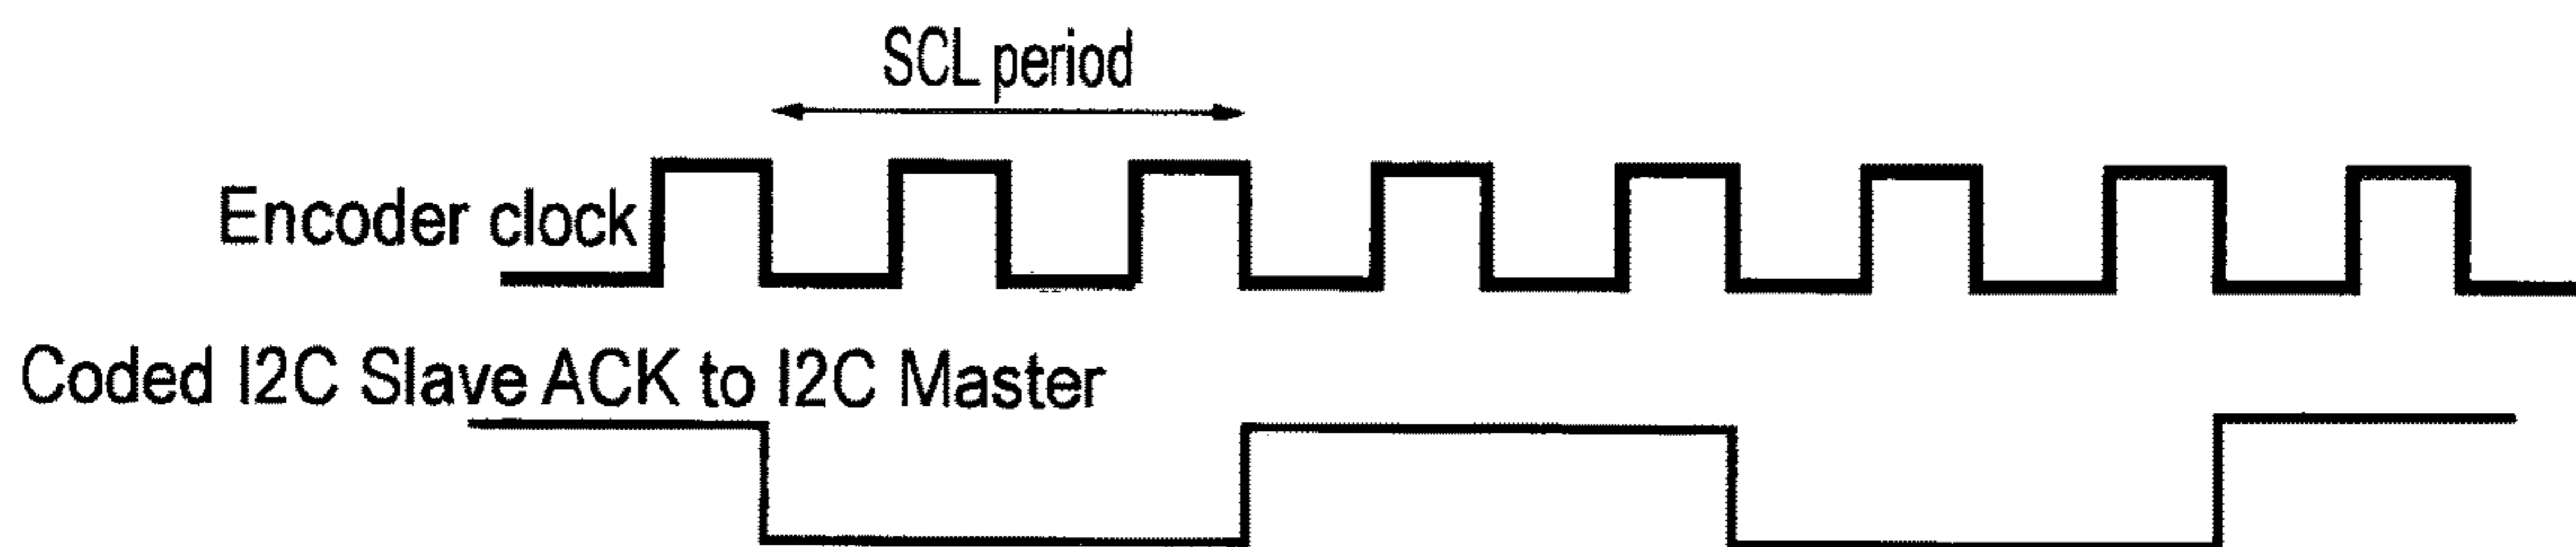 SCL period
Encoder clock
Coded I2C Slave ACK to I2C Master